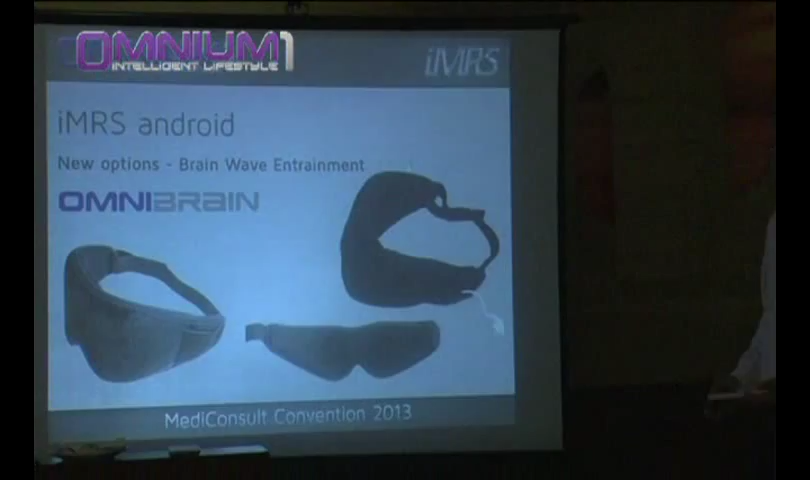 OMNIUM1
INTELLIGENT LIFESTYLE
iMRS
iMRS android
New options - Brain Wave Entrainment
OMNIBRAIN
MediConsult Convention 2013